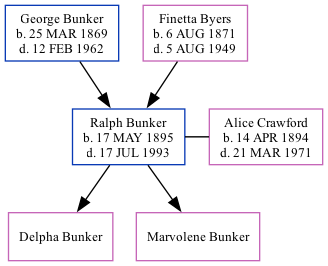 George Bunker
b. 25 MAR 1869
d. 12 FEB 1962
Finetta Byers
b. 6 AUG 1871
d. 5 AUG 1949
Ralph Bunker
b. 17 MAY 1895
d. 17 JUL 1993
Alice Crawford
b. 14 APR 1894
d. 21 MAR 1971
Delpha Bunker
Marvolene Bunker